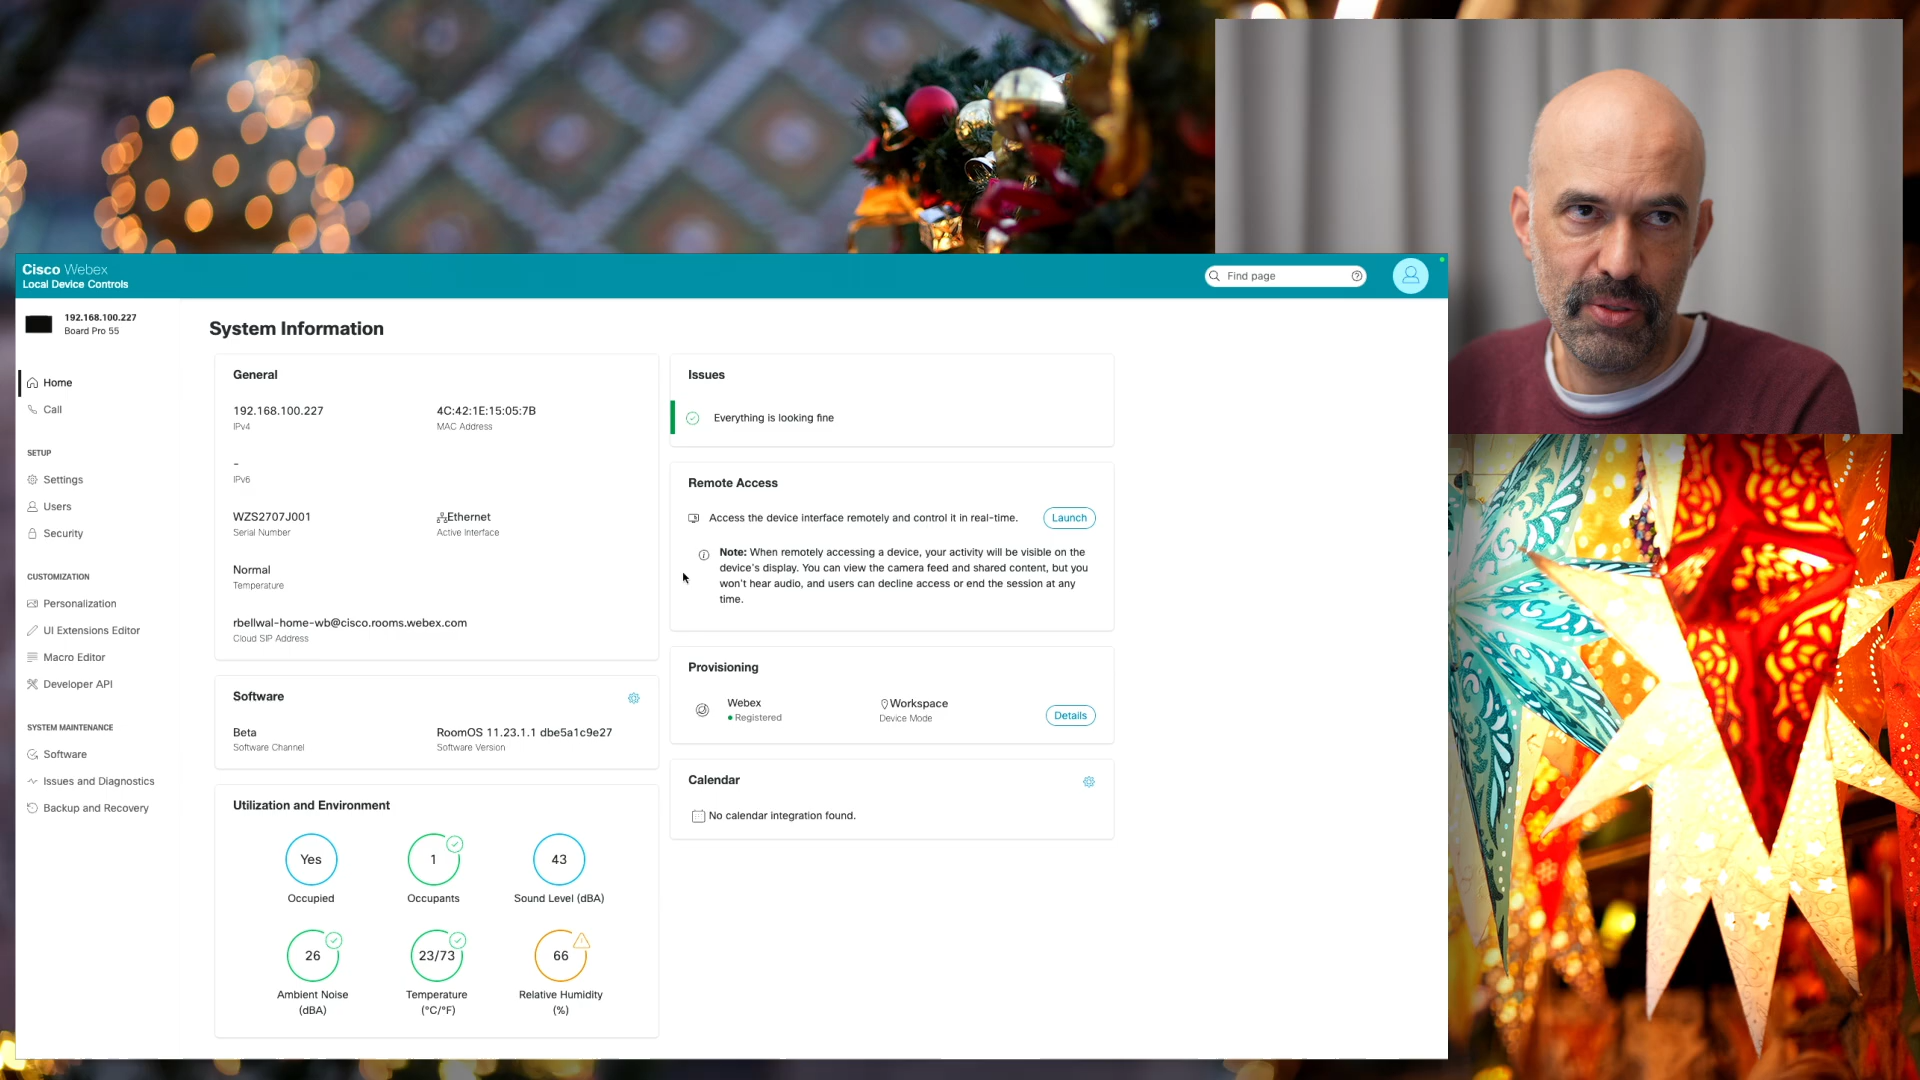 Cisco Webex
Local Device Controls
Find page
192.168.100.227
Board Pro 55
Home
Call
SETUP
Settings
Users
Security
CUSTOMIZATION
Personalization
UI Extensions Editor
Macro Editor
Developer API
SYSTEM MAINTENANCE
Software
Issues and Diagnostics
Backup and Recovery
System Information
General
192.168.100.227
IPv4
4C:42:1E:15:05:7B
MAC Address
-
IPv6
WZS2707J001
Serial Number
Ethernet
Active Interface
Normal
Temperature
rbellwal-home-wb@cisco.rooms.webex.com
Cloud SIP Address
Software
Beta
Software Channel
RoomOS 11.23.1.1 dbe5a1c9e27
Software Version
Utilization and Environment
Yes
Occupied
1
Occupants
43
Sound Level (dBA)
26
Ambient Noise
(dBA)
23/73
Temperature
(°C/°F)
66
Relative Humidity
(%)
Issues
Everything is looking fine
Remote Access
Access the device interface remotely and control it in real-time.
Launch
Note: When remotely accessing a device, your activity will be visible on the
device's display. You can view the camera feed and shared content, but you
won't hear audio, and users can decline access or end the session at any
time.
Provisioning
Webex
Registered
Workspace
Device Mode
Details
Calendar
No calendar integration found.